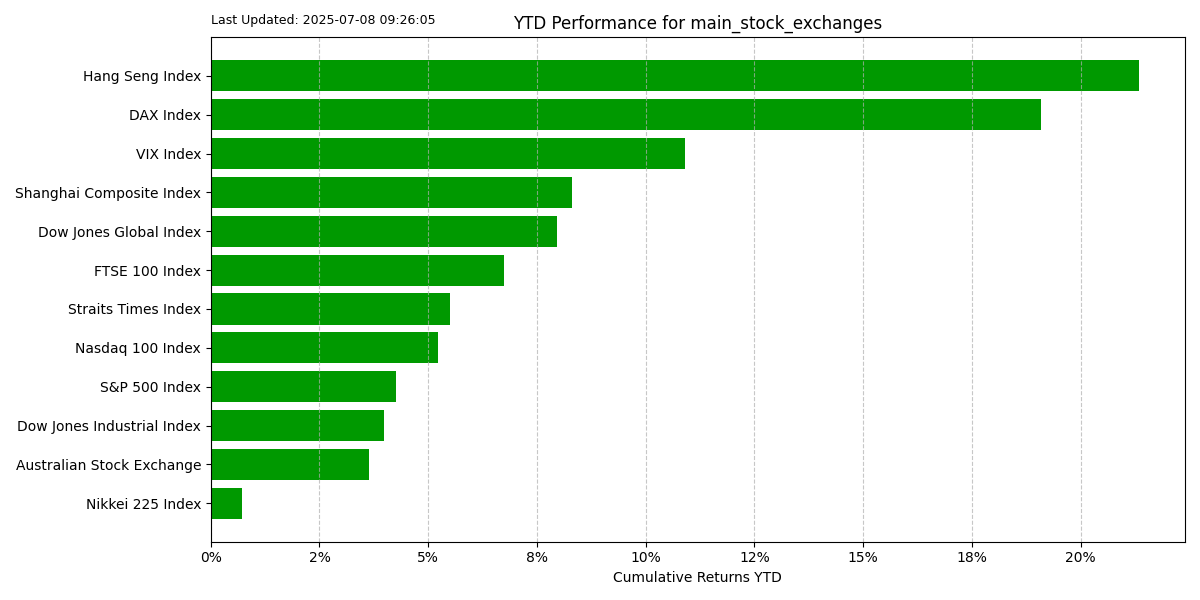 Last Updated: 2025-07-08 09:26:05
YTD Performance for main_stock_exchanges
Hang Seng Index
DAX Index
VIX Index
Shanghai Composite Index
Dow Jones Global Index
FTSE 100 Index
Straits Times Index
Nasdaq 100 Index
S&P 500 Index
Dow Jones Industrial Index
Australian Stock Exchange
Nikkei 225 Index
0% 2% 5% 8% 10% 12% 15% 18% 20%
Cumulative Returns YTD